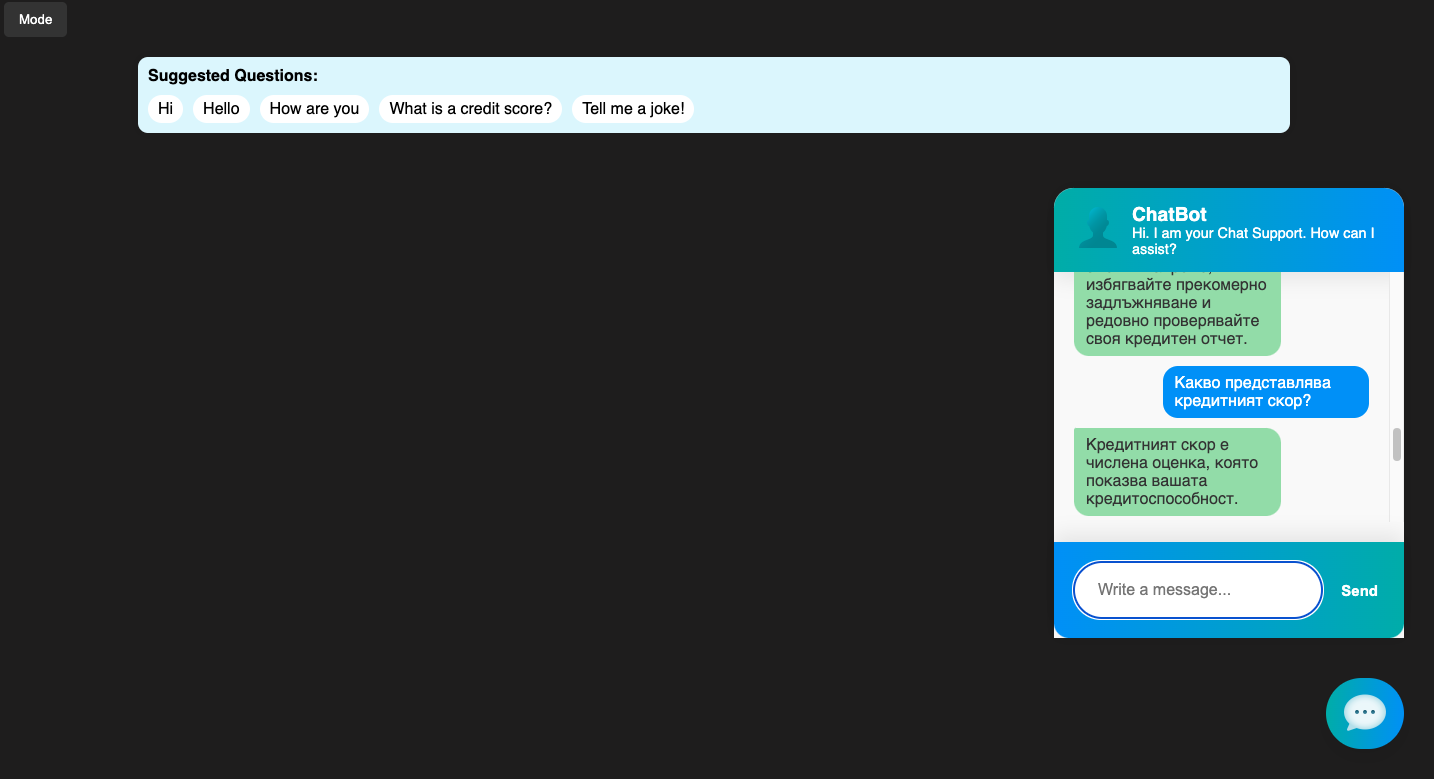 Mode
Suggested Questions:
Hi
Hello
How are you
What is a credit score?
Tell me a joke!
ChatBot
Hi. I am your Chat Support. How can I
assist?
избягвайте прекомерно
задлъжняване и
редовно проверявайте
своя кредитен отчет.
Какво представлява
кредитният скор?
Кредитният скор е
числена оценка, която
показва вашата
кредитоспособност.
Write a message...
Send